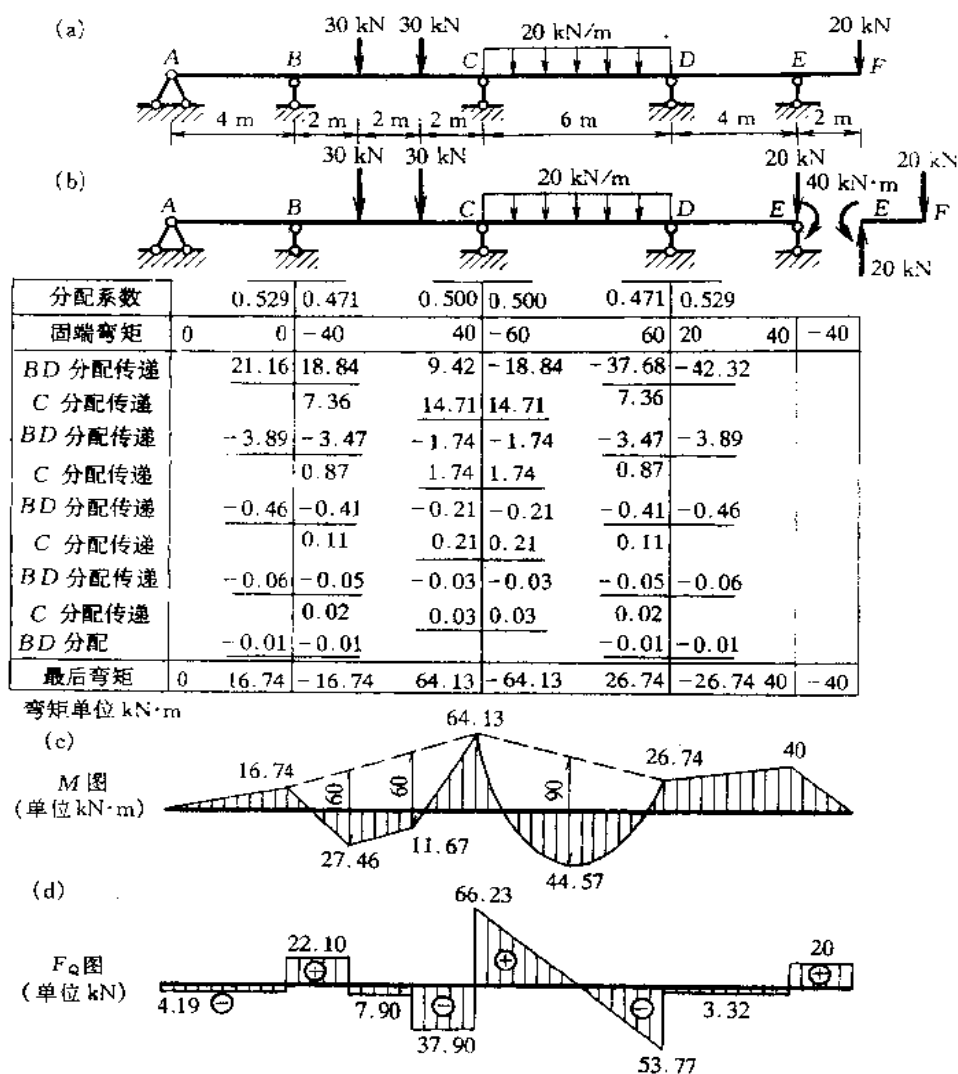 (a)
30 kN 30 kN 20 kN/m 20 kN
A B C D E F
4 m 2 m 2 m 2 m 6 m 4 m 2 m
(b)
30 kN 30 kN 20 kN/m 20 kN 40 kN·m 20 kN
A B C D E E F
20 kN
分配系数 0.529 0.471 0.500 0.500 0.471 0.529
固端弯矩 0 0 -40 40 -60 60 20 40 -40
BD 分配传递 21.16 18.84 9.42 -18.84 -37.68 -42.32
C 分配传递 7.36 14.71 14.71 7.36
BD 分配传递 -3.89 -3.47 -1.74 -1.74 -3.47 -3.89
C 分配传递 0.87 1.74 1.74 0.87
BD 分配传递 -0.46 -0.41 -0.21 -0.21 -0.41 -0.46
C 分配传递 0.11 0.21 0.21 0.11
BD 分配传递 -0.06 -0.05 -0.03 -0.03 -0.05 -0.06
C 分配传递 0.02 0.03 0.03 0.02
BD 分配 -0.01 -0.01 -0.01 -0.01
最后弯矩 0 16.74 -16.74 64.13 -64.13 26.74 -26.74 40 -40
弯矩单位 kN·m
(c)
M 图
(单位 kN·m)
16.74 60 60 64.13 90 26.74 40
27.46 11.67 44.57
(d)
F_Q 图
(单位 kN)
22.10 66.23 20
⊕ ⊕ ⊕
4.19 ⊖ 7.90 ⊖ ⊖ 3.32
37.90 53.77